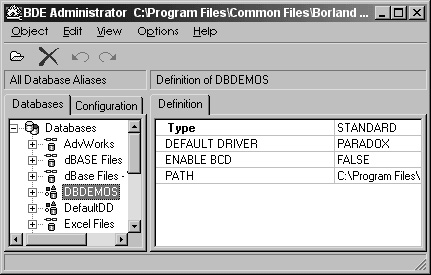 BDE Administrator C:\Program Files\Common Files\Borland ...
Object Edit View Options Help
All Database Aliases
Definition of DBDEMOS
Databases Configuration
Definition
Databases
AdvWorks
dBASE Files
dBase Files -
DBDEMOS
DefaultDD
Excel Files
Type STANDARD
DEFAULT DRIVER PARADOX
ENABLE BCD FALSE
PATH C:\Program Files\